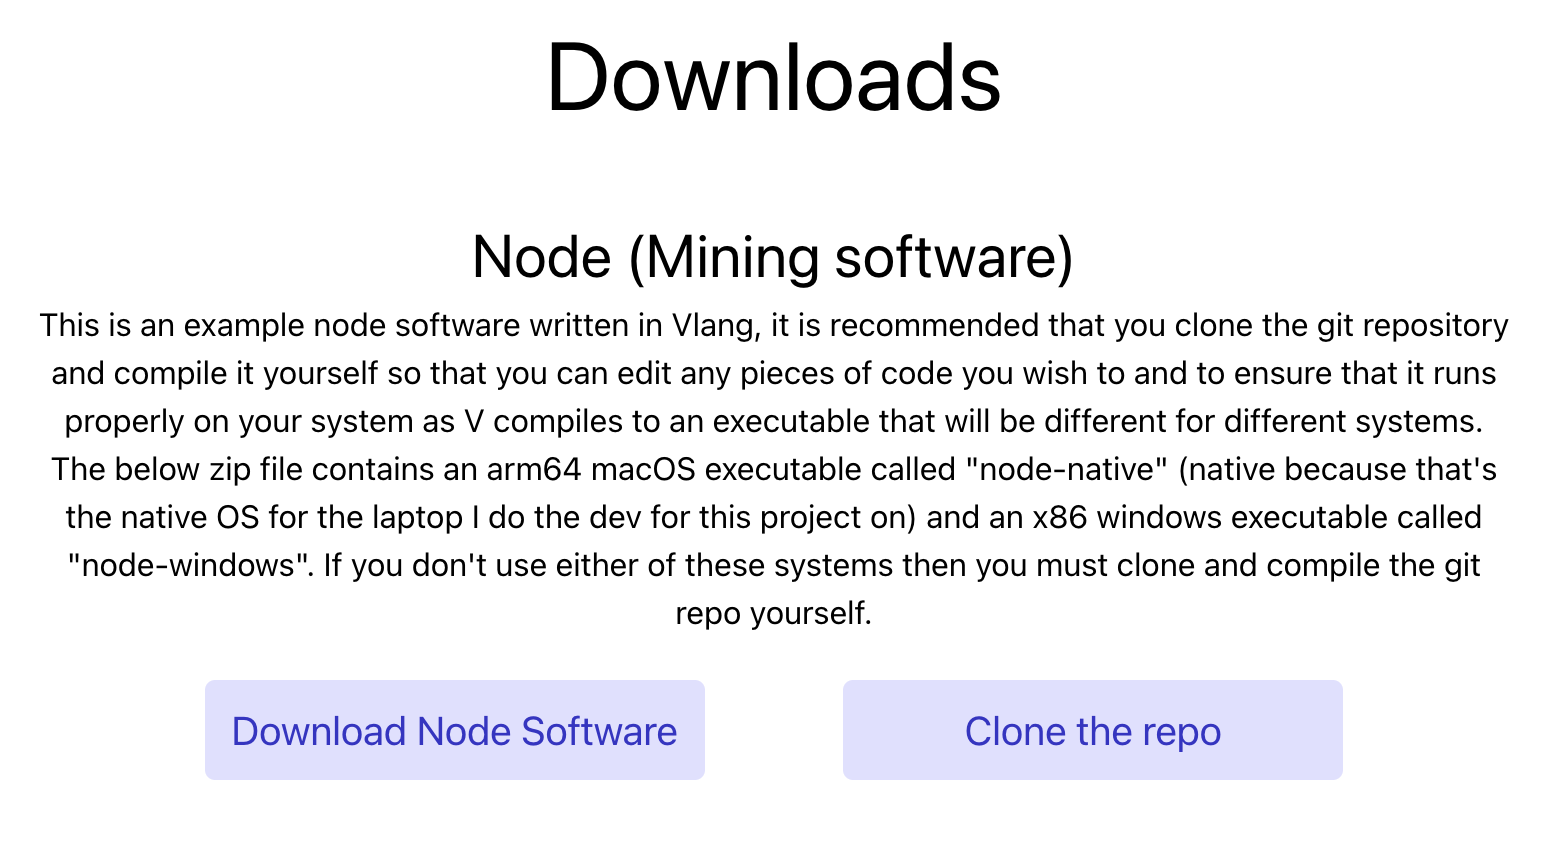 Downloads
Node (Mining software)
This is an example node software written in Vlang, it is recommended that you clone the git repository
and compile it yourself so that you can edit any pieces of code you wish to and to ensure that it runs
properly on your system as V compiles to an executable that will be different for different systems.
The below zip file contains an arm64 macOS executable called "node-native" (native because that's
the native OS for the laptop I do the dev for this project on) and an x86 windows executable called
"node-windows". If you don't use either of these systems then you must clone and compile the git
repo yourself.
Download Node Software
Clone the repo